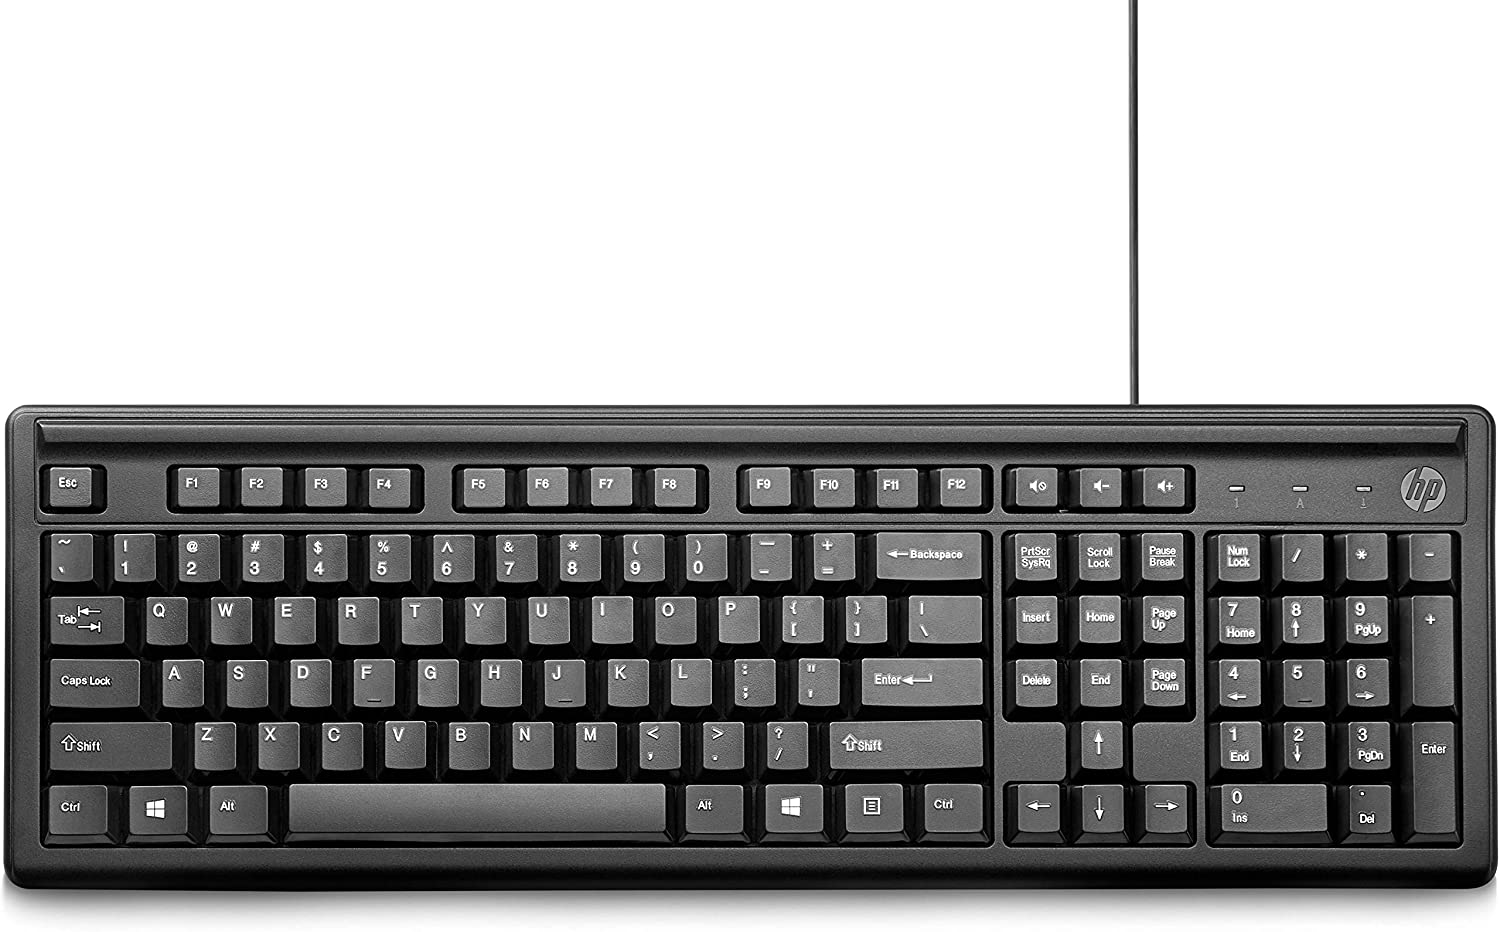 Esc F1 F2 F3 F4 F5 F6 F7 F8 F9 F10 F11 F12 hp
1 A
~ ! @ # $ % ^ & * ( ) — +
` 1 2 3 4 5 6 7 8 9 0 _ = ←Backspace
PrtScr Scroll Pause Num / * -
SysRq Lock Break Lock
Tab Q W E R T Y U I O P { } |
[ ] \
Insert Home Page 7 8 9 +
Up Home ↑ PgUp
Caps Lock A S D F G H J K L : " Enter
; '
Delete End Page 4 5 6
Down ← →
⇧Shift Z X C V B N M < > ? ⇧Shift
, . /
↑ 1 2 3 Enter
End ↓ PgDn
Ctrl Alt Alt Ctrl
← ↓ → 0 .
Ins Del